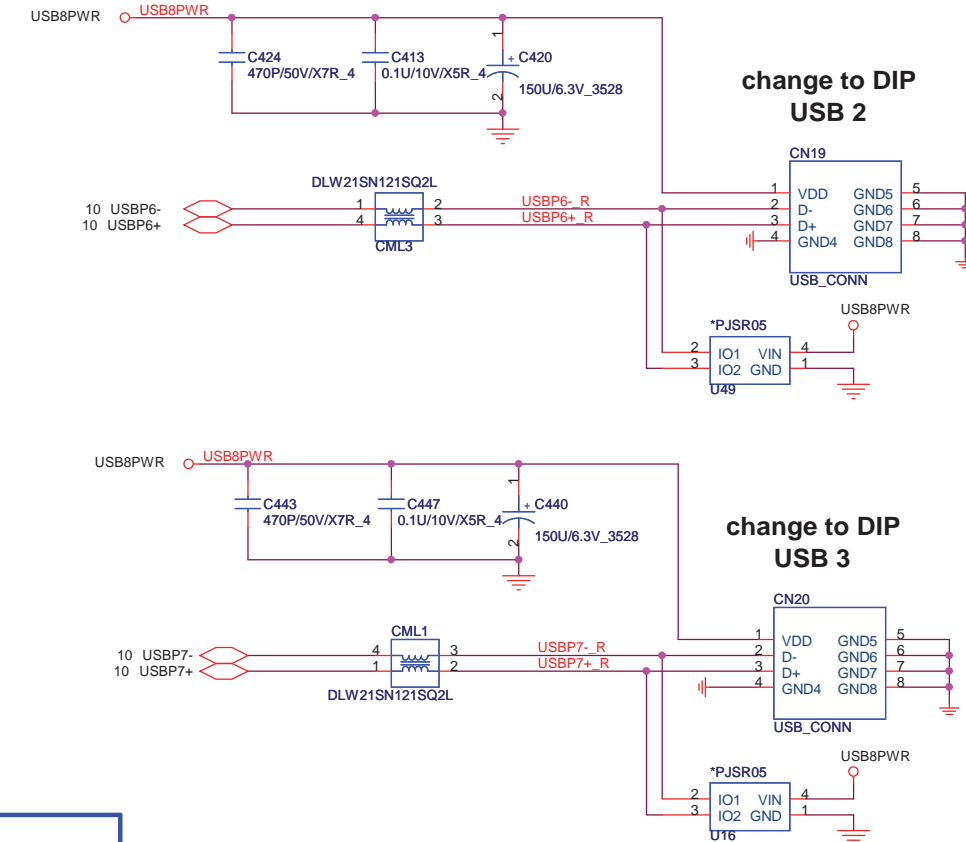 USB8PWR USB8PWR
1
C424 C413 + C420
470P/50V/X7R_4 0.1U/10V/X5R_4
150U/6.3V_3528
2
change to DIP
USB 2
CN19
DLW21SN121SQ2L
1 VDD GND5 5
10 USBP6- 1 2 USBP6-_R 2 D- GND6 6
10 USBP6+ 4 3 USBP6+_R 3 D+ GND7 7
4 GND4 GND8 8
CML3
USB_CONN
USB8PWR
*PJSR05
2 IO1 VIN 4
3 IO2 GND 1
U49
USB8PWR USB8PWR
1
C443 C447 + C440
470P/50V/X7R_4 0.1U/10V/X5R_4
150U/6.3V_3528
2
change to DIP
USB 3
CN20
CML1
1 VDD GND5 5
10 USBP7- 4 3 USBP7-_R 2 D- GND6 6
10 USBP7+ 1 2 USBP7+_R 3 D+ GND7 7
4 GND4 GND8 8
DLW21SN121SQ2L
USB_CONN
USB8PWR
*PJSR05
2 IO1 VIN 4
3 IO2 GND 1
U16